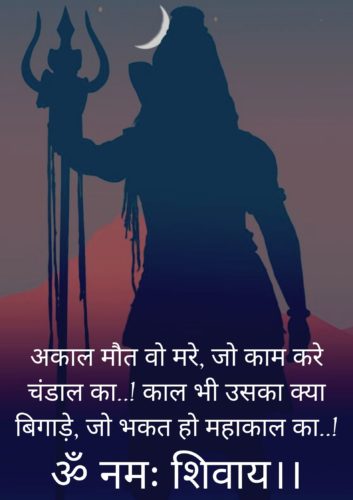 अकाल मौत वो मरे, जो काम करे
चंडाल का..! काल भी उसका क्या
बिगाड़े, जो भकत हो महाकाल का..!
ॐ नमः शिवाय।।